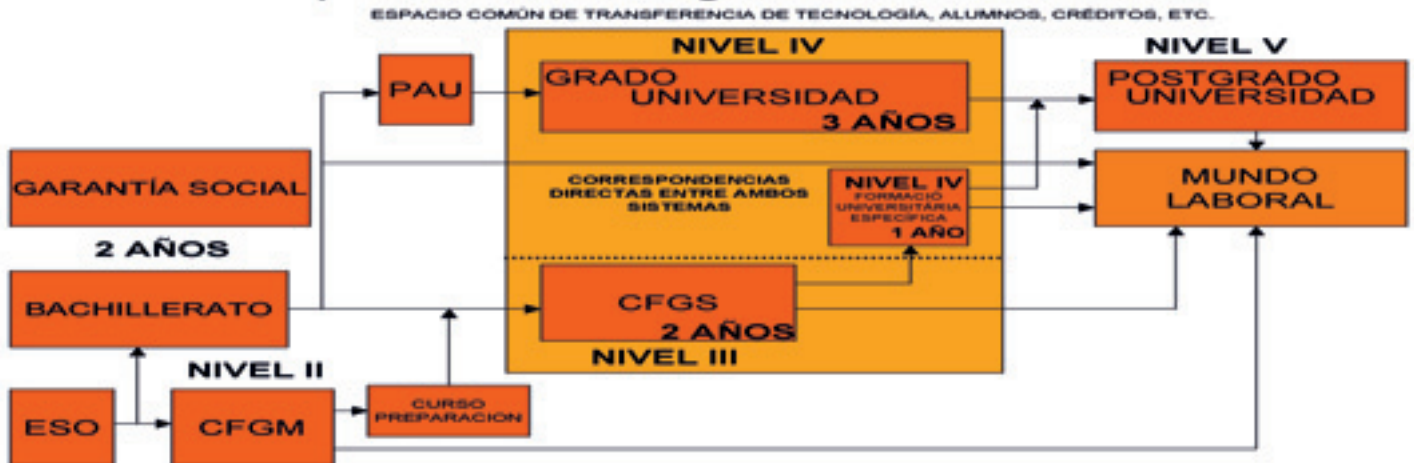 ESPACIO COMÚN DE TRANSFERENCIA DE TECNOLOGÍA, ALUMNOS, CRÉDITOS, ETC.
NIVEL IV
NIVEL V
PAU
GRADO
UNIVERSIDAD
3 AÑOS
POSTGRADO
UNIVERSIDAD
GARANTÍA SOCIAL
CORRESPONDENCIAS
DIRECTAS ENTRE AMBOS
SISTEMAS
NIVEL IV
FORMACIÓ
UNIVERSITÁRIA
ESPECÍFICA
1 AÑO
MUNDO
LABORAL
2 AÑOS
BACHILLERATO
CFGS
2 AÑOS
NIVEL III
NIVEL II
ESO
CFGM
CURSO
PREPARACION